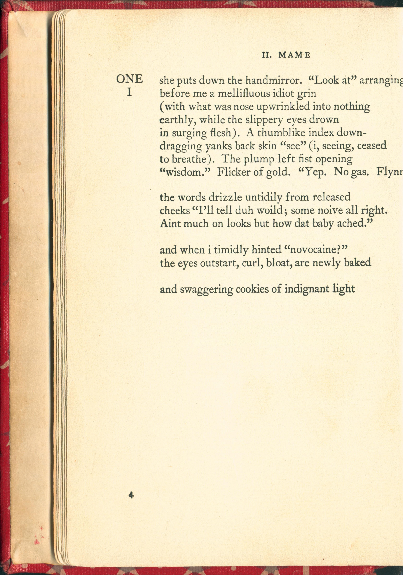 II. MAME
ONE
I
she puts down the handmirror. “Look at” arranging
before me a mellifluous idiot grin
(with what was nose upwrinkled into nothing
earthly, while the slippery eyes drown
in surging flesh). A thumblike index down-
dragging yanks back skin “see” (i, seeing, ceased
to breathe). The plump left fist opening
“wisdom.” Flicker of gold. “Yep. No gas. Flynn
the words drizzle untidily from released
cheeks “I’ll tell duh woild; some noive all right.
Aint much on looks but how dat baby ached.”
and when i timidly hinted “novocaine?”
the eyes outstart, curl, bloat, are newly baked
and swaggering cookies of indignant light
4